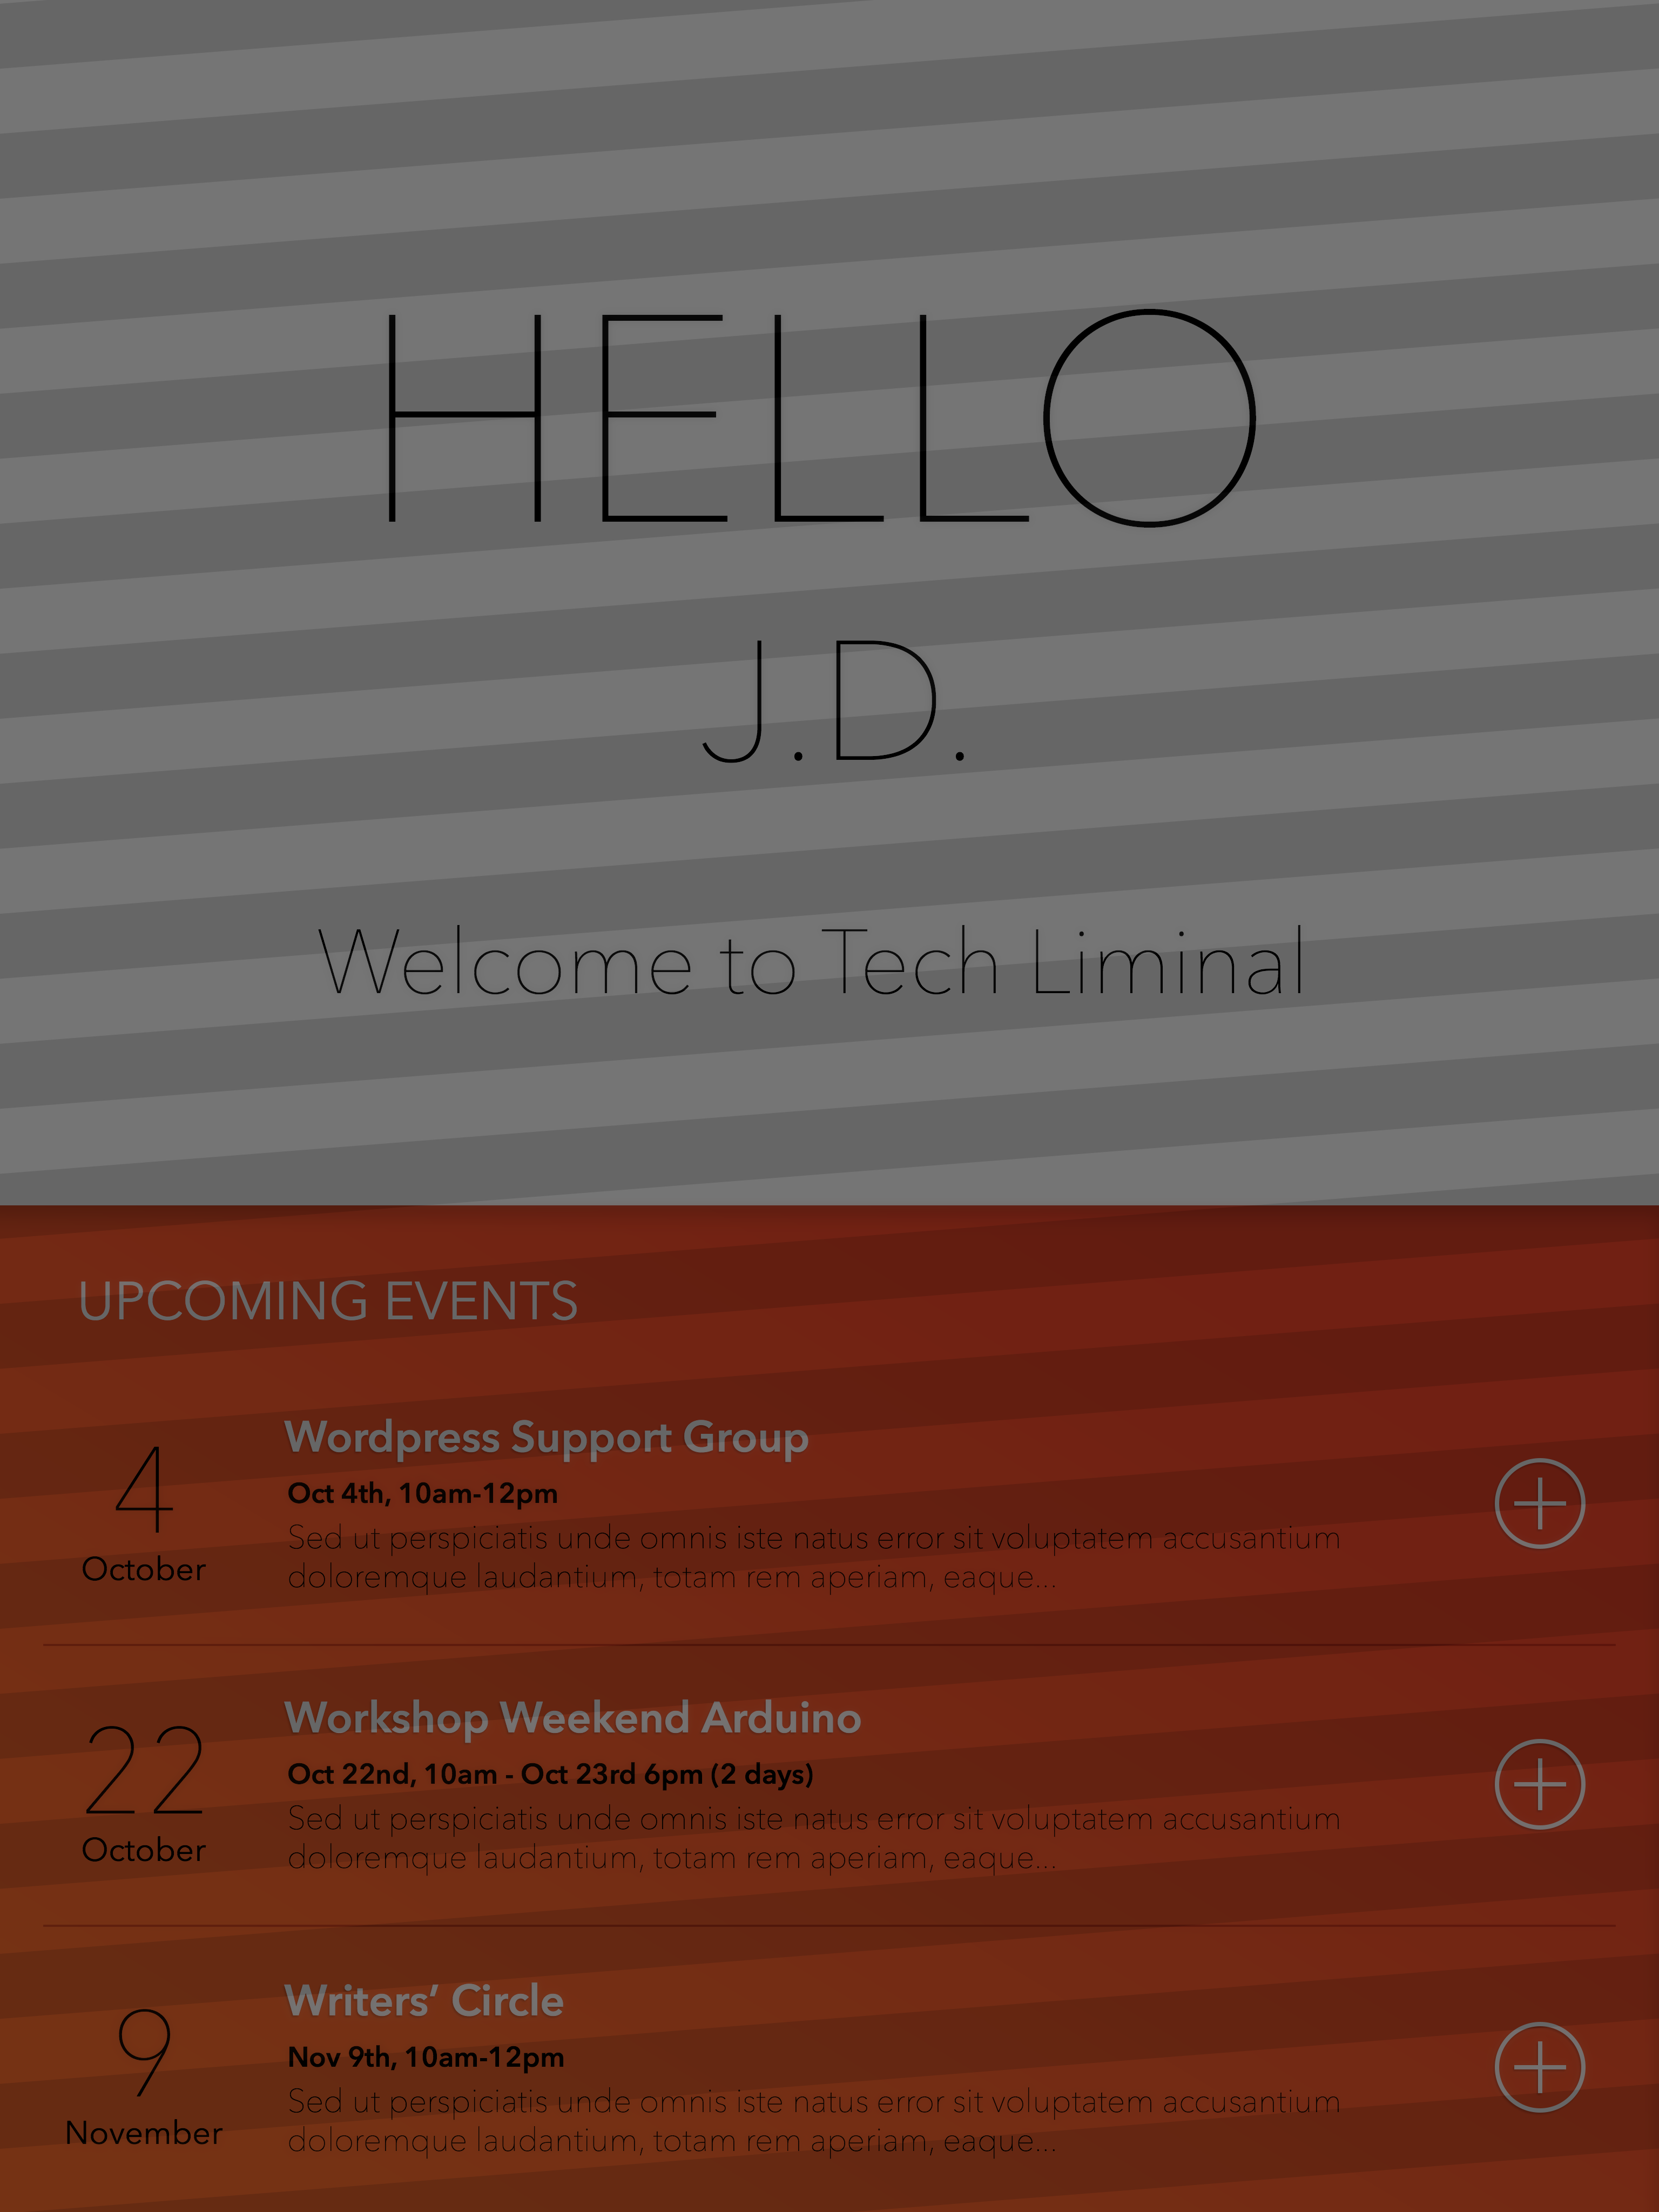 HELLO
J.D.
Welcome to Tech Liminal
UPCOMING EVENTS
4
October
Wordpress Support Group
Oct 4th, 10am-12pm
Sed ut perspiciatis unde omnis iste natus error sit voluptatem accusantium
doloremque laudantium, totam rem aperiam, eaque...
22
October
Workshop Weekend Arduino
Oct 22nd, 10am - Oct 23rd 6pm (2 days)
Sed ut perspiciatis unde omnis iste natus error sit voluptatem accusantium
doloremque laudantium, totam rem aperiam, eaque...
9
November
Writers’ Circle
Nov 9th, 10am-12pm
Sed ut perspiciatis unde omnis iste natus error sit voluptatem accusantium
doloremque laudantium, totam rem aperiam, eaque...